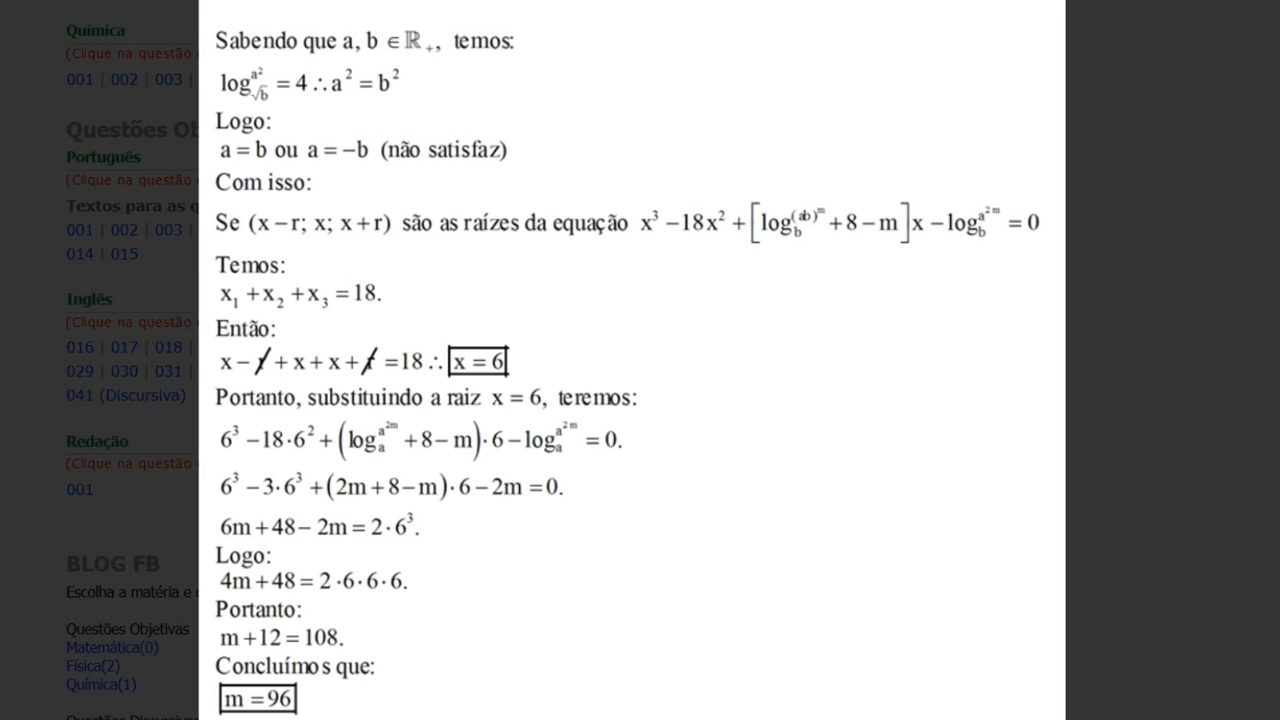 Química
(Clique na questão
001 | 002 | 003 |
Questões Ob
Português
(Clique na questão
Textos para as q
001 | 002 | 003 |
014 | 015
Inglês
(Clique na questão
016 | 017 | 018 |
029 | 030 | 031 |
041 (Discursiva)
Redação
(Clique na questão
001
BLOG FB
Escolha a matéria e
Questões Objetivas
Matemática(0)
Física(2)
Química(1)
Sabendo que a, b ∈ ℝ₊, temos:
log_{√b}^{a²} = 4 ∴ a² = b²
Logo:
a = b ou a = −b (não satisfaz)
Com isso:
Se (x − r; x; x + r) são as raízes da equação x³ − 18x² + [log_b^{(ab)^m} + 8 − m]x − log_b^{a^{2m}} = 0
Temos:
x₁ + x₂ + x₃ = 18.
Então:
x − r + x + x + r = 18 ∴ x = 6
Portanto, substituindo a raiz x = 6, teremos:
6³ − 18·6² + (log_a^{a^{2m}} + 8 − m)·6 − log_a^{a^{2m}} = 0.
6³ − 3·6³ + (2m + 8 − m)·6 − 2m = 0.
6m + 48 − 2m = 2·6³.
Logo:
4m + 48 = 2·6·6·6.
Portanto:
m + 12 = 108.
Concluímos que:
m = 96